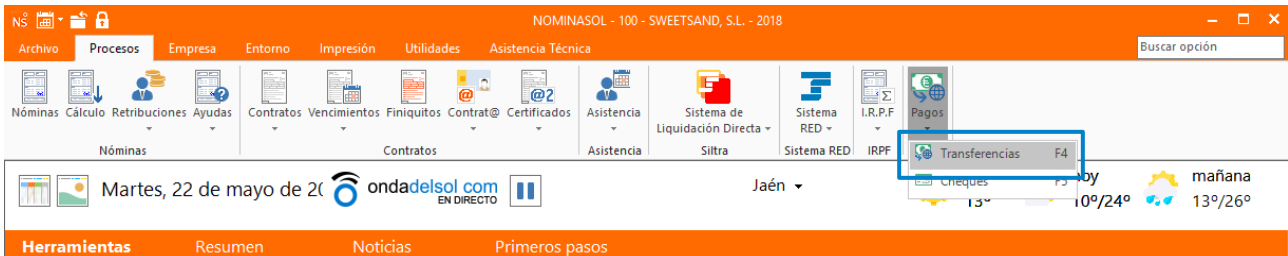 NS NOMINASOL - 100 - SWEETSAND, S.L. - 2018
Archivo Procesos Empresa Entorno Impresión Utilidades Asistencia Técnica Buscar opción
Nóminas Cálculo Retribuciones Ayudas Contratos Vencimientos Finiquitos Contrat@ Certificados Asistencia Sistema de Liquidación Directa Sistema RED I.R.P.F Pagos
Nóminas Contratos Asistencia Siltra Sistema RED IRPF
Transferencias F4
Cheques F5
Martes, 22 de mayo de 20 ondadelsol com EN DIRECTO Jaén
oy mañana
13º 10º/24º 13º/26º
Herramientas Resumen Noticias Primeros pasos